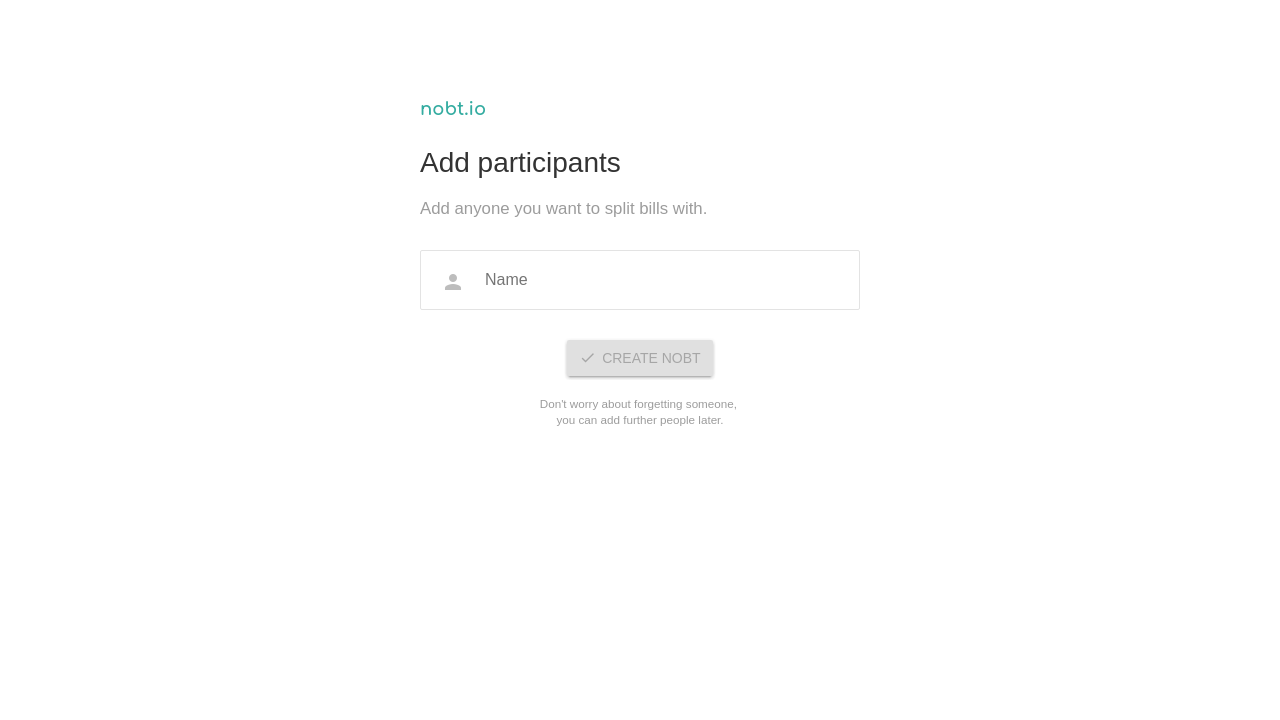 nobt.io
Add participants
Add anyone you want to split bills with.
Name
CREATE NOBT
Don't worry about forgetting someone,
you can add further people later.